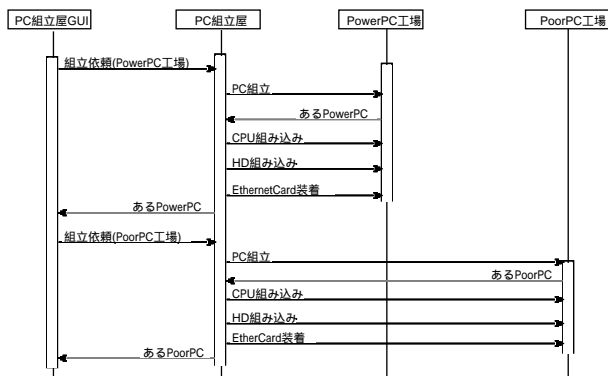 PC組立屋GUI
PC組立屋
PowerPC工場
PoorPC工場
組立依頼(PowerPC工場)
PC組立
あるPowerPC
CPU組み込み
HD組み込み
EthernetCard装着
あるPowerPC
組立依頼(PoorPC工場)
PC組立
あるPoorPC
CPU組み込み
HD組み込み
EtherCard装着
あるPoorPC